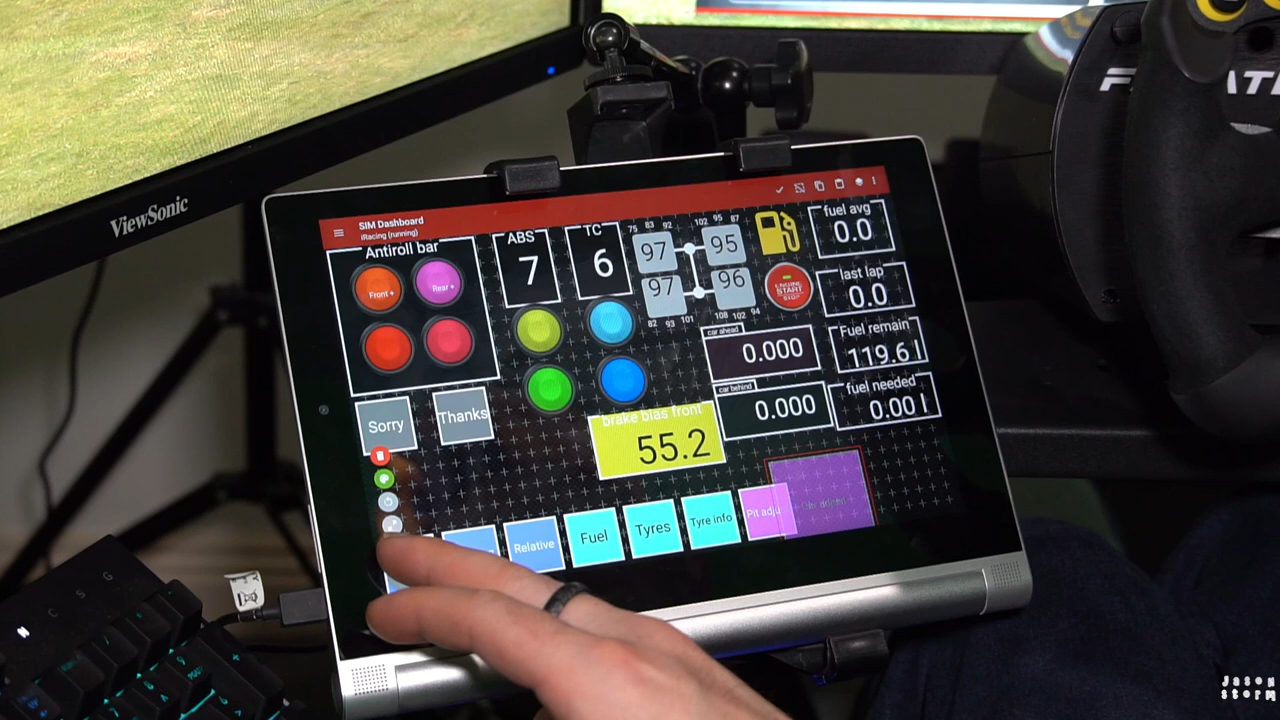 ViewSonic
SIM Dashboard
iRacing (running)
Antiroll bar
Front +
Rear +
ABS
7
TC
6
75 83 92
102 95 87
97
95
97
96
82 93 101
108 102 94
ENGINE
START
STOP
fuel avg
0.0
last lap
0.0
car ahead
0.000
Fuel remain
119.6 l
car behind
0.000
fuel needed
0.00 l
Sorry
Thanks
brake bias front
55.2
Relative
Fuel
Tyres
Tyre info
Pit adju
N
C
S
G
Jason
storm